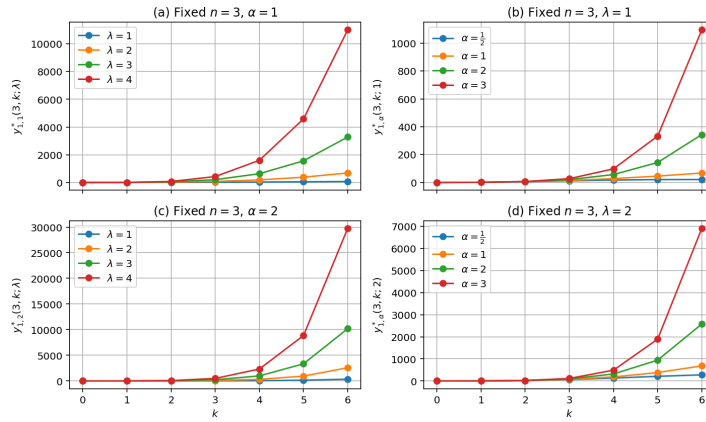 (a) Fixed n = 3, α = 1
y*1,1(3, k; λ)
10000
8000
6000
4000
2000
0
λ = 1
λ = 2
λ = 3
λ = 4
(b) Fixed n = 3, λ = 1
y*1,α(3, k; 1)
1000
800
600
400
200
0
α = 1/2
α = 1
α = 2
α = 3
(c) Fixed n = 3, α = 2
y*1,2(3, k; λ)
30000
25000
20000
15000
10000
5000
0
λ = 1
λ = 2
λ = 3
λ = 4
0 1 2 3 4 5 6
k
(d) Fixed n = 3, λ = 2
y*1,α(3, k; 2)
7000
6000
5000
4000
3000
2000
1000
0
α = 1/2
α = 1
α = 2
α = 3
0 1 2 3 4 5 6
k